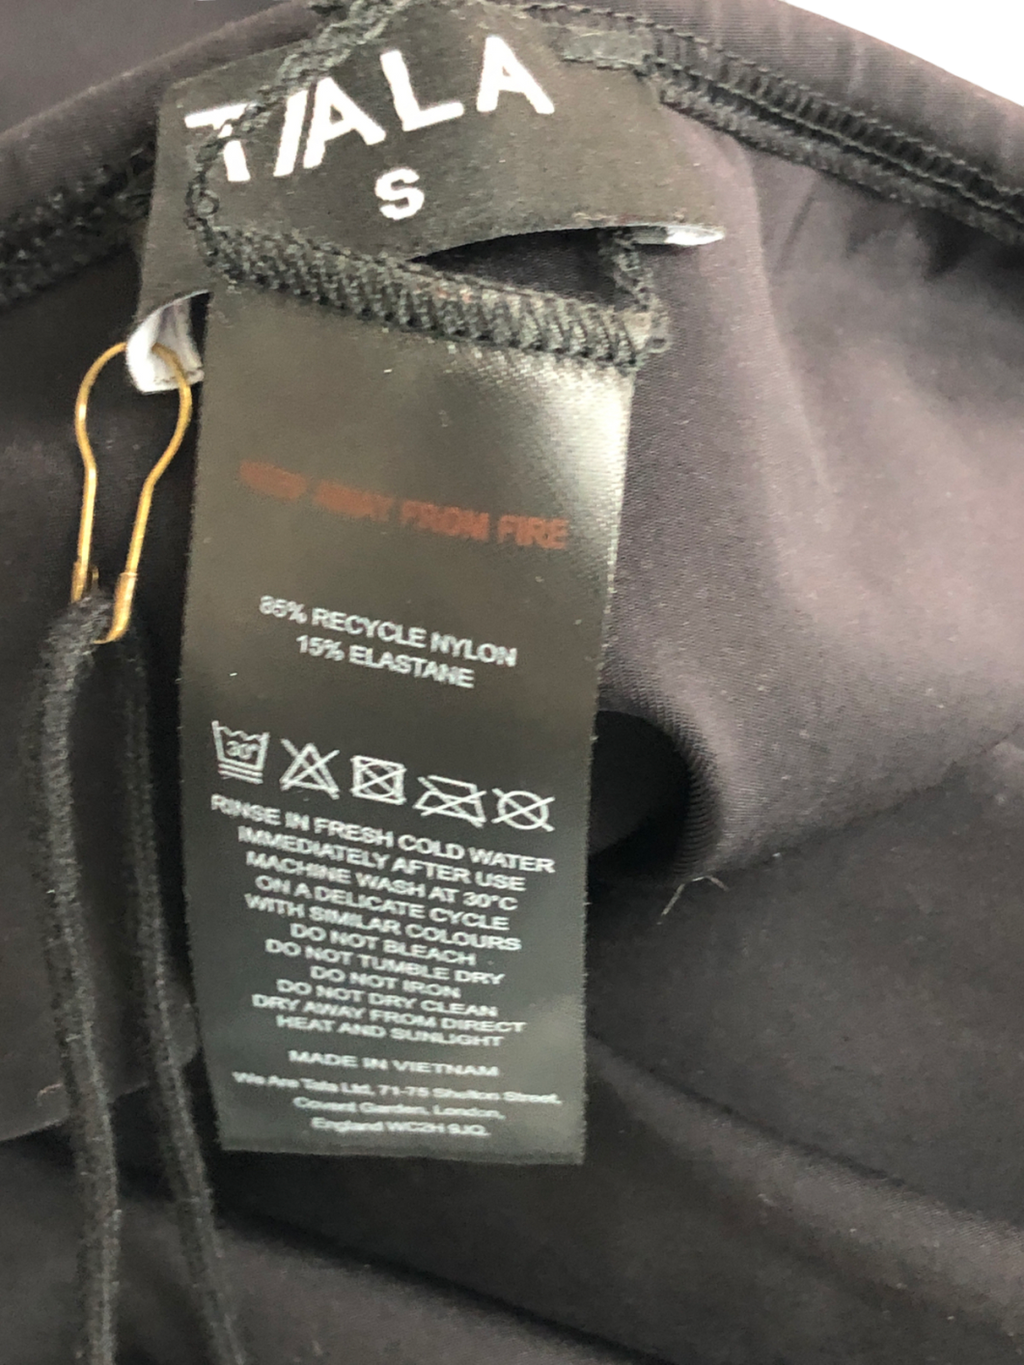 TALA
S
KEEP AWAY FROM FIRE
85% RECYCLE NYLON
15% ELASTANE
30°
RINSE IN FRESH COLD WATER
IMMEDIATELY AFTER USE
MACHINE WASH AT 30°C
ON A DELICATE CYCLE
WITH SIMILAR COLOURS
DO NOT BLEACH
DO NOT TUMBLE DRY
DO NOT IRON
DO NOT DRY CLEAN
DRY AWAY FROM DIRECT
HEAT AND SUNLIGHT
MADE IN VIETNAM
We Are Tala Ltd, 71-75 Shelton Street,
Covent Garden, London,
England WC2H 9JQ.